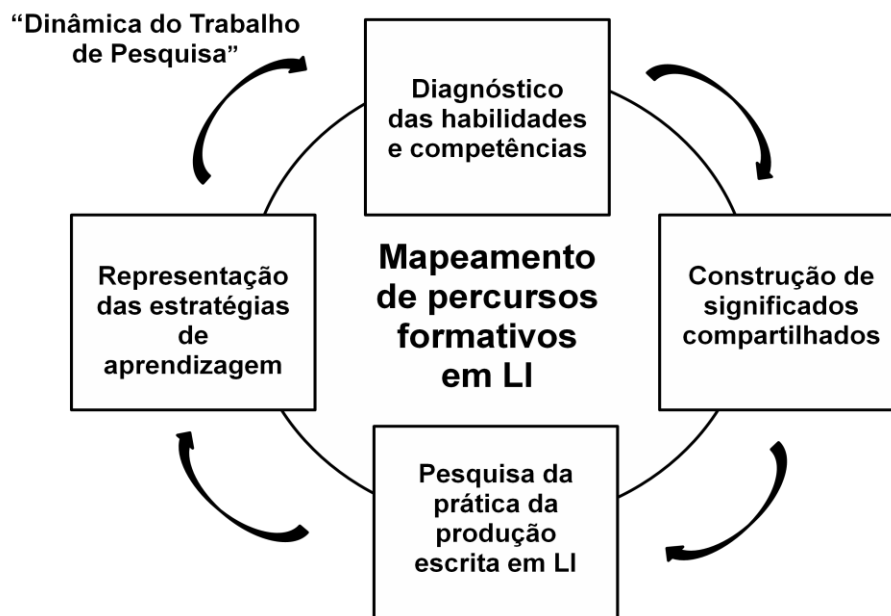 “Dinâmica do Trabalho
de Pesquisa”
Diagnóstico
das habilidades
e competências
Representação
das estratégias
de
aprendizagem
Mapeamento
de percursos
formativos
em LI
Construção de
significados
compartilhados
Pesquisa da
prática da
produção
escrita em LI